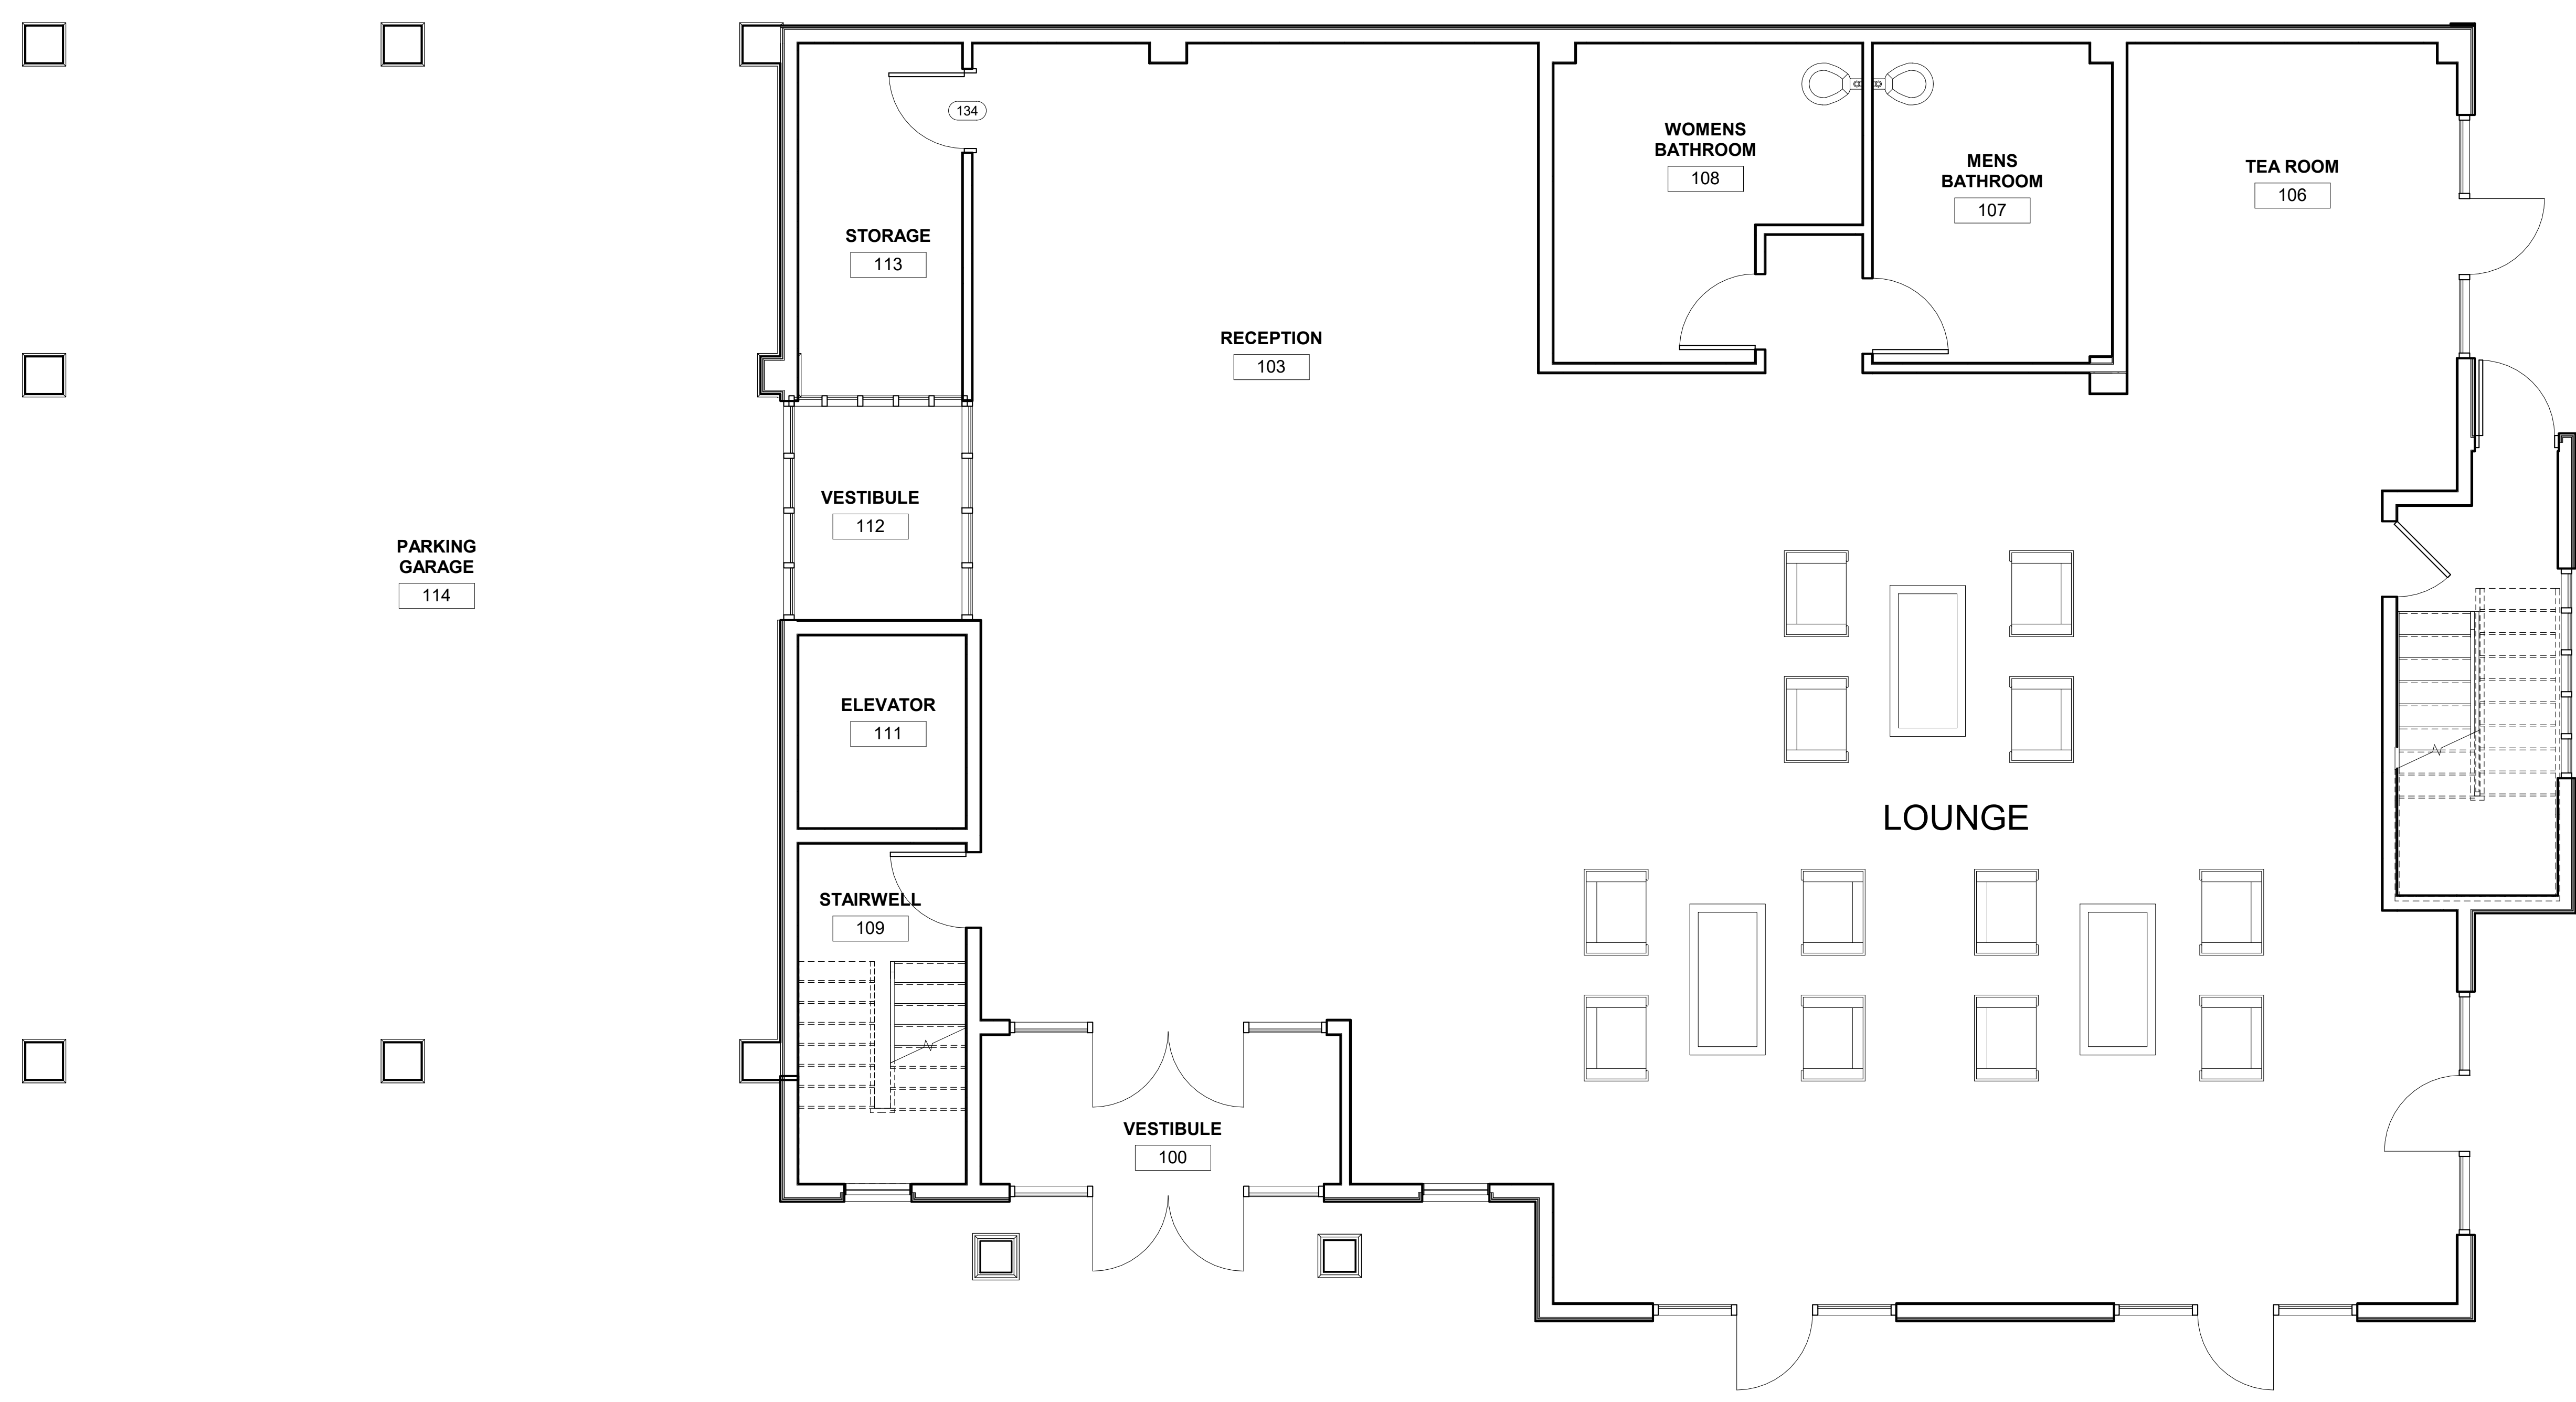 134
WOMENS
BATHROOM
108
MENS
BATHROOM
107
TEA ROOM
106
STORAGE
113
RECEPTION
103
VESTIBULE
112
PARKING
GARAGE
114
ELEVATOR
111
LOUNGE
STAIRWELL
109
VESTIBULE
100